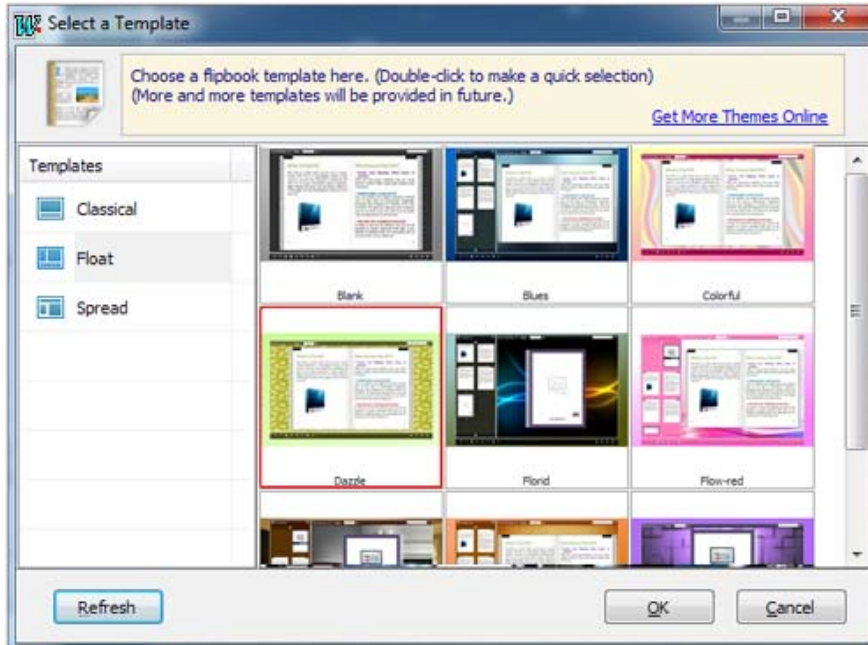 Select a Template
Choose a flipbook template here. (Double-click to make a quick selection)
(More and more templates will be provided in future.)
Get More Themes Online
Templates
Classical
Float
Spread
Blank
Blues
Colorful
Dazzle
Florid
Flow-red
Refresh
OK
Cancel